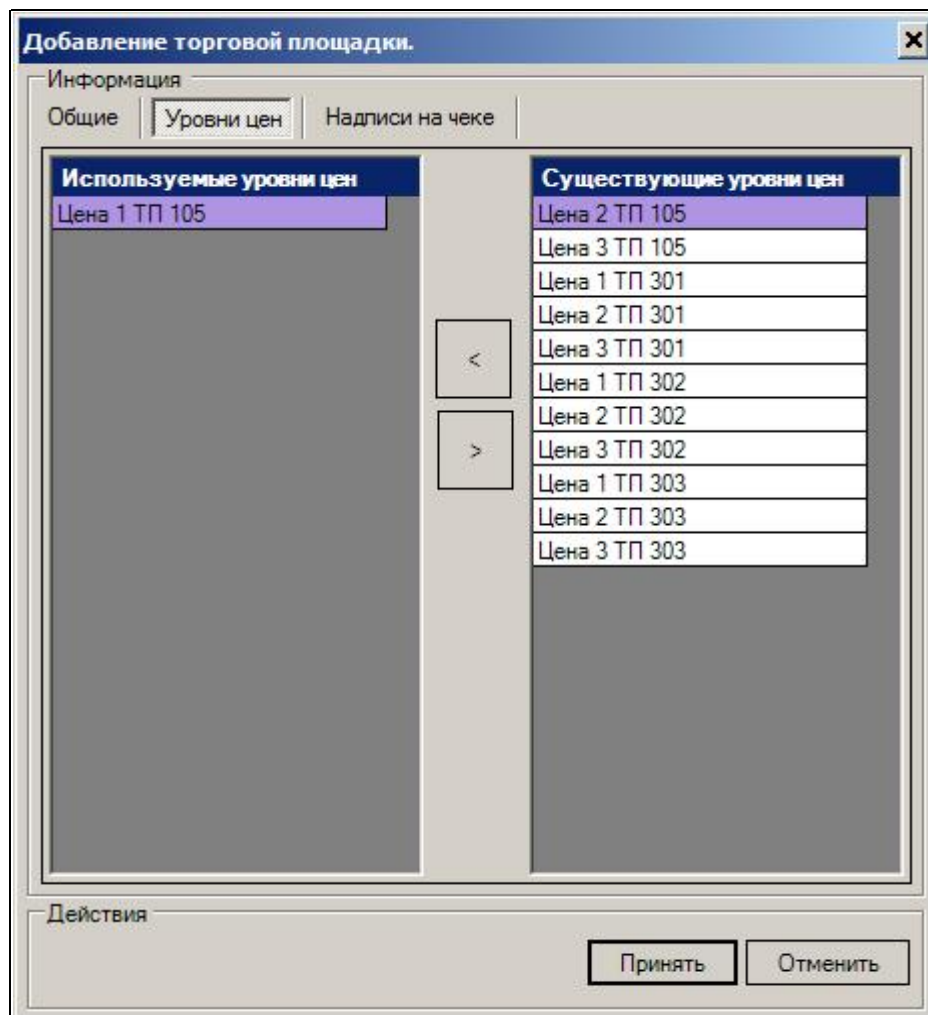 Добавление торговой площадки.
Информация
Общие Уровни цен Надписи на чеке
Используемые уровни цен
Цена 1 ТП 105
<
>
Существующие уровни цен
Цена 2 ТП 105
Цена 3 ТП 105
Цена 1 ТП 301
Цена 2 ТП 301
Цена 3 ТП 301
Цена 1 ТП 302
Цена 2 ТП 302
Цена 3 ТП 302
Цена 1 ТП 303
Цена 2 ТП 303
Цена 3 ТП 303
Действия
Принять Отменить